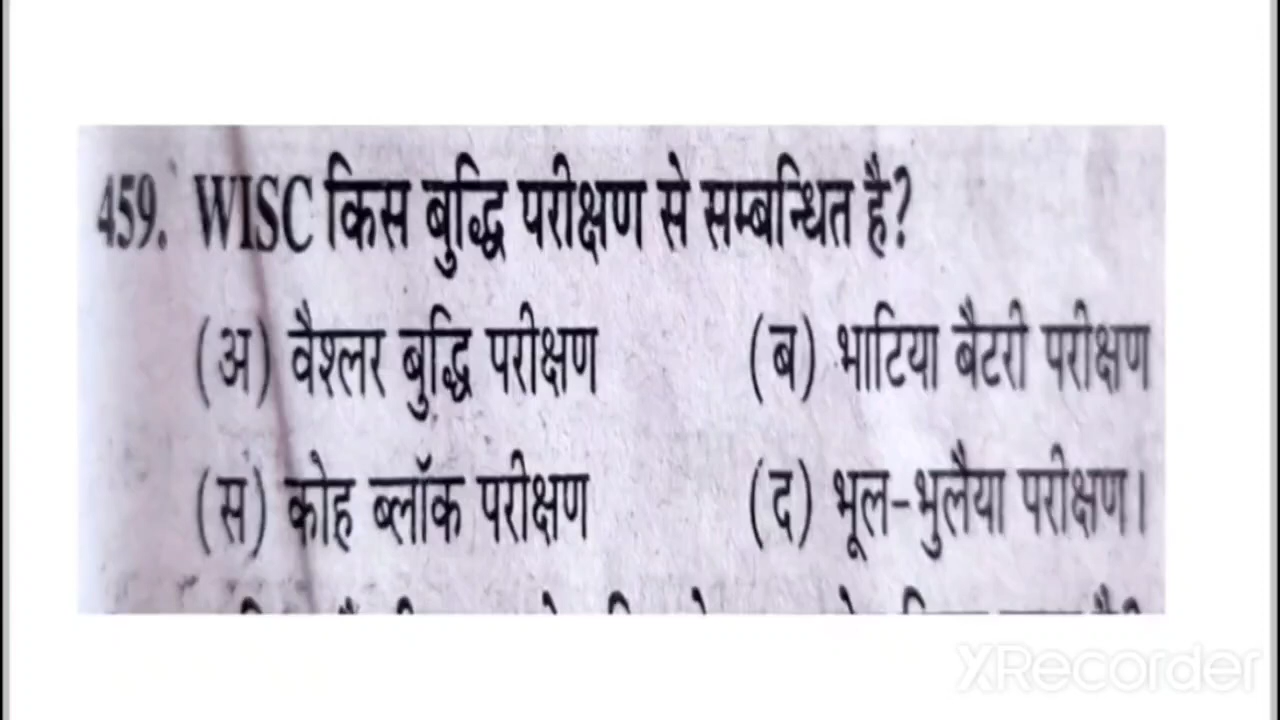 459. WISC किस बुद्धि परीक्षण से सम्बन्धित है?
(अ) वैश्लर बुद्धि परीक्षण (ब) भाटिया बैटरी परीक्षण
(स) कोह ब्लॉक परीक्षण (द) भूल-भुलैया परीक्षण।
XRecorder